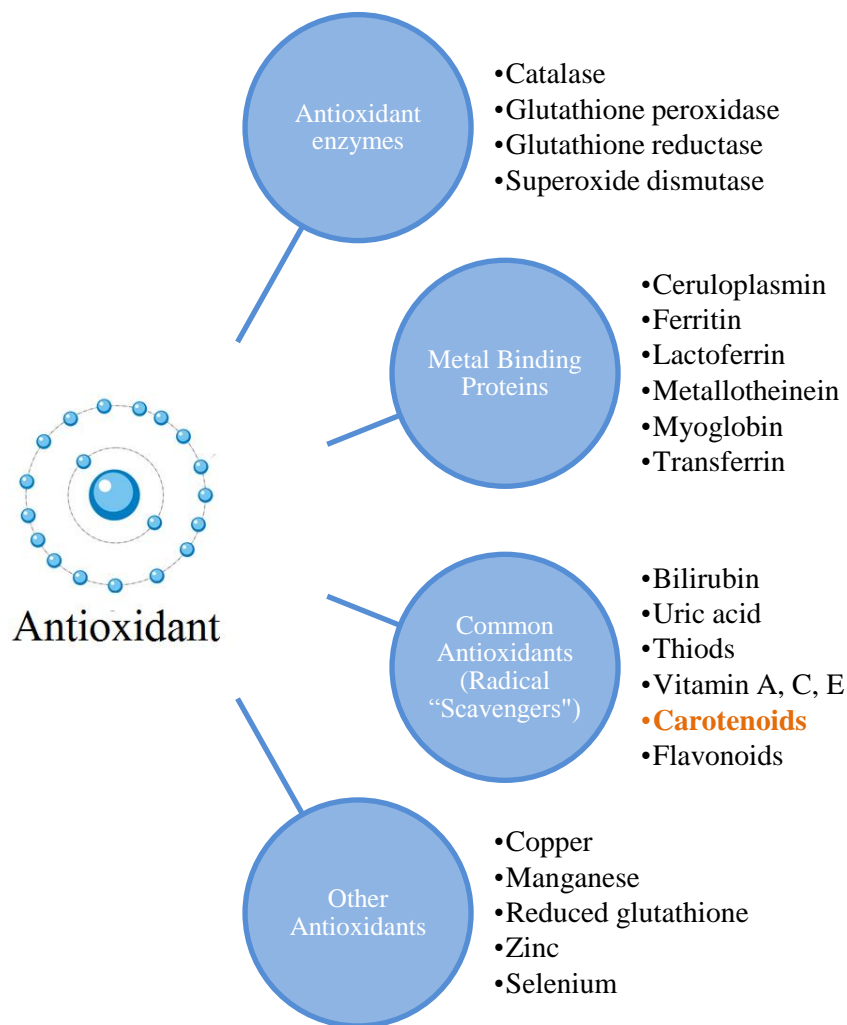 Antioxidant
Antioxidant
enzymes
•Catalase
•Glutathione peroxidase
•Glutathione reductase
•Superoxide dismutase
Metal Binding
Proteins
•Ceruloplasmin
•Ferritin
•Lactoferrin
•Metallotheinein
•Myoglobin
•Transferrin
Common
Antioxidants
(Radical
“Scavengers")
•Bilirubin
•Uric acid
•Thiods
•Vitamin A, C, E
•Carotenoids
•Flavonoids
Other
Antioxidants
•Copper
•Manganese
•Reduced glutathione
•Zinc
•Selenium